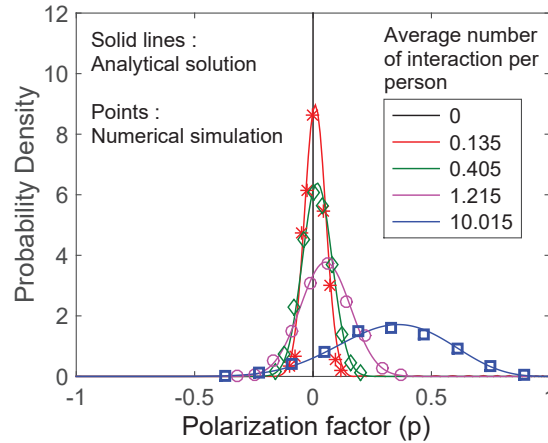 Solid lines :
Analytical solution
Points :
Numerical simulation
Average number
of interaction per
person
0
0.135
0.405
1.215
10.015
Probability Density
12
10
8
6
4
2
0
-1
-0.5
0
0.5
1
Polarization factor (p)